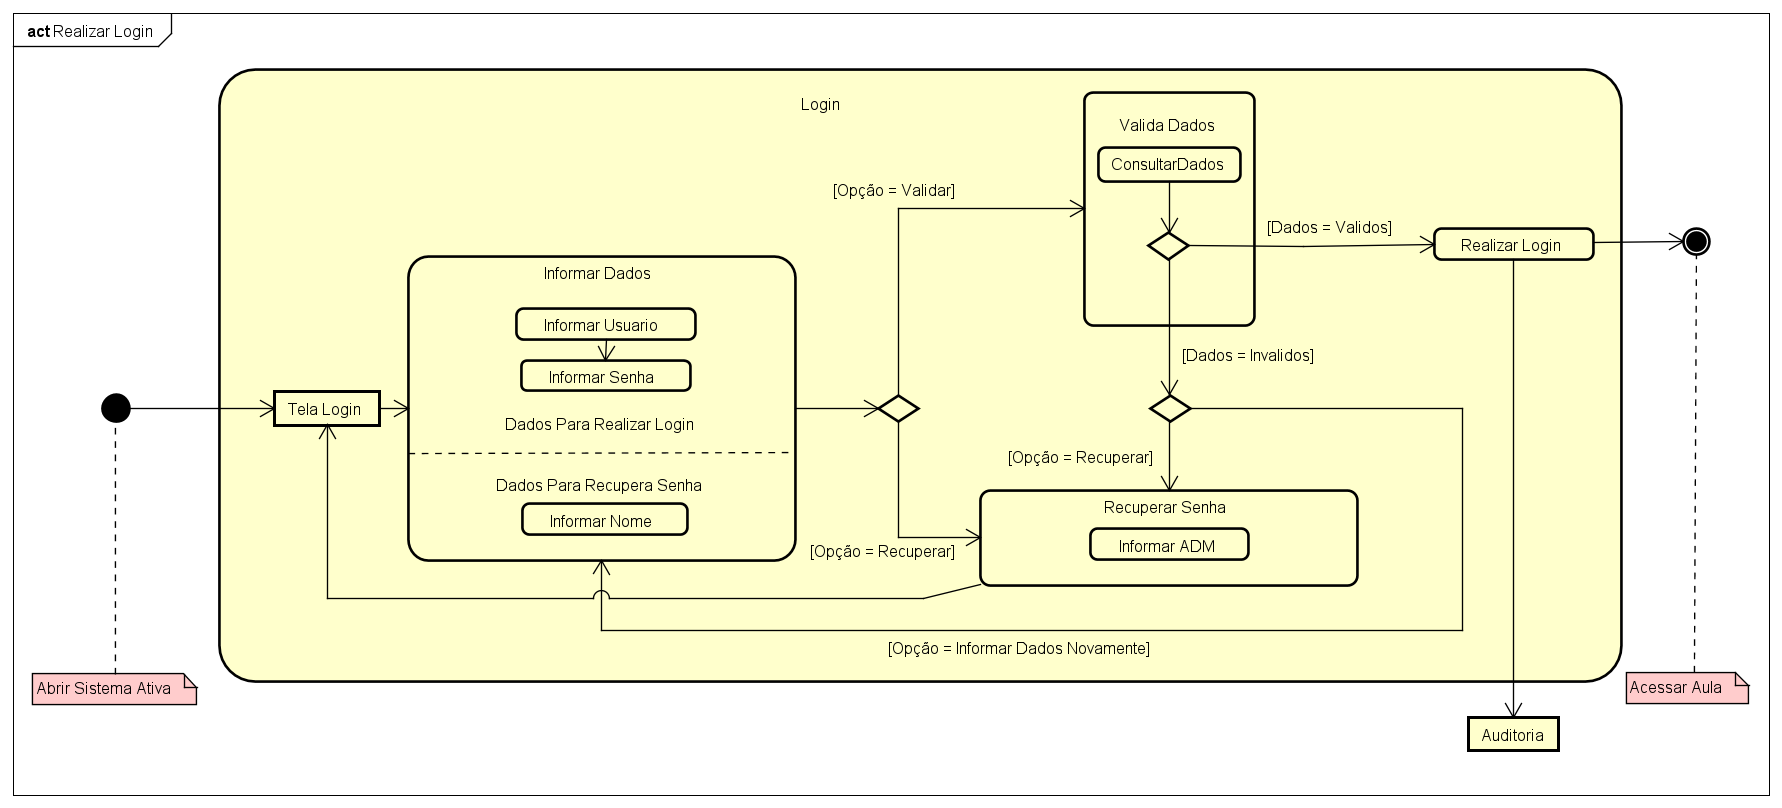 act Realizar Login
Login
Valida Dados
ConsultarDados
[Opção = Validar]
[Dados = Validos]
Realizar Login
Informar Dados
Informar Usuario
Informar Senha
Dados Para Realizar Login
Tela Login
[Dados = Invalidos]
[Opção = Recuperar]
Dados Para Recupera Senha
Informar Nome
Recuperar Senha
Informar ADM
[Opção = Recuperar]
[Opção = Informar Dados Novamente]
Abrir Sistema Ativa
Acessar Aula
Auditoria